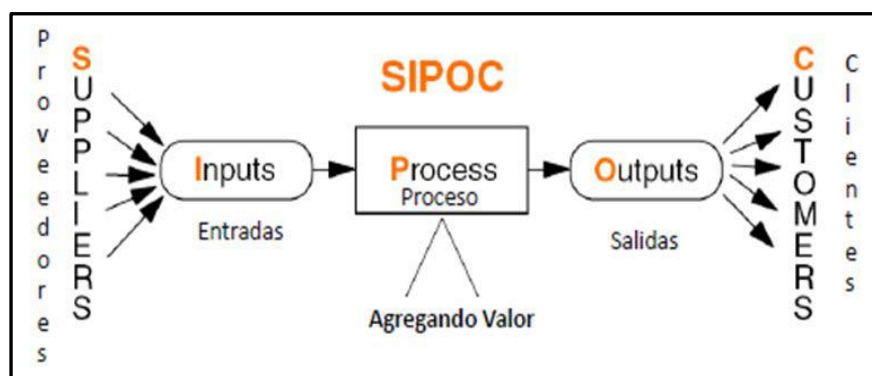 Proveedores
SUPPLIERS
SIPOC
Inputs
Entradas
Process
Proceso
Agregando Valor
Outputs
Salidas
CUSTOMERS
Clientes